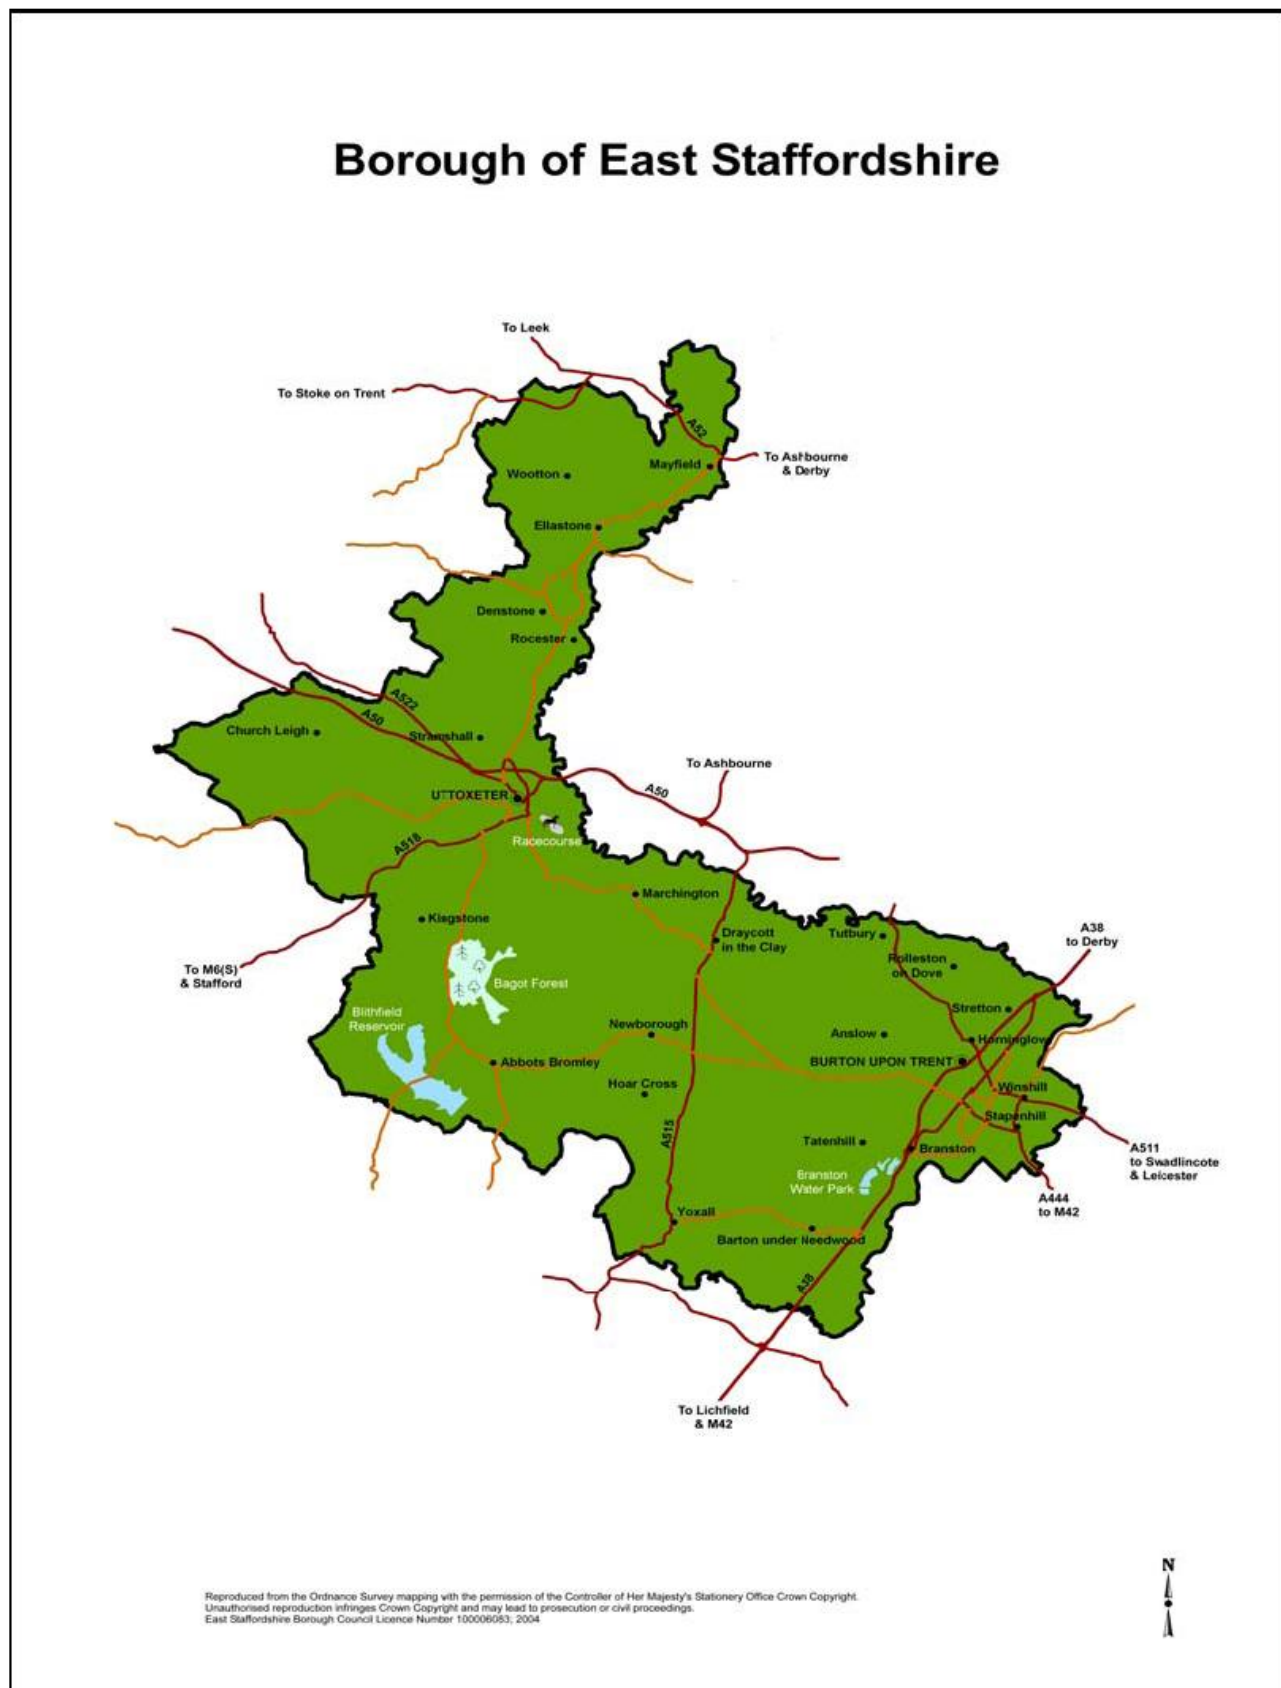 Borough of East Staffordshire
To Leek
To Stoke on Trent
A52
To Ashbourne
& Derby
Mayfield
Wootton
Ellastone
Denstone
Rocester
A522
A50
Church Leigh
Stramshall
To Ashbourne
A50
UTTOXETER
Racecourse
A518
Marchington
Kingstone
Draycott
in the Clay
Tutbury
A38
to Derby
Rolleston
on Dove
To M6(S)
& Stafford
Bagot Forest
Blithfield
Reservoir
Stretton
Newborough
Anslow
Horninglow
Abbots Bromley
BURTON UPON TRENT
Hoar Cross
Winshill
Stapenhill
A515
Tatenhill
Branston
A511
to Swadlincote
& Leicester
Branston
Water Park
A444
to M42
Yoxall
Barton under Needwood
A38
To Lichfield
& M42
N
Reproduced from the Ordnance Survey mapping with the permission of the Controller of Her Majesty's Stationery Office Crown Copyright.
Unauthorised reproduction infringes Crown Copyright and may lead to prosecution or civil proceedings.
East Staffordshire Borough Council Licence Number 100006083, 2004